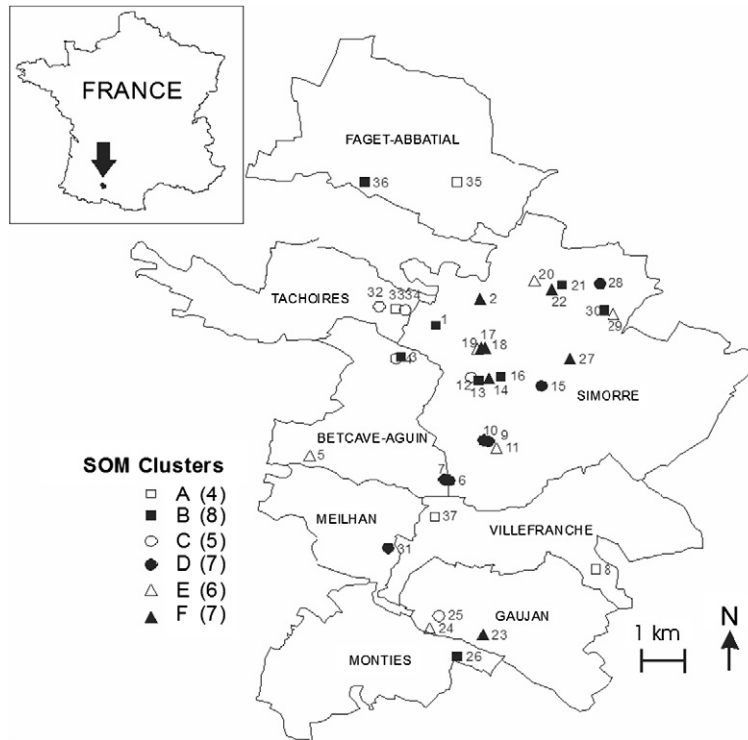 FRANCE
FAGET-ABBATIAL
36
35
TACHOIRES
32
33
34
20
21
28
22
2
30
29
1
17
19
18
3
4
27
12
13
14
16
15
SIMORRE
10
9
11
BETCAVE-AGUIN
5
7
6
SOM Clusters
A (4)
B (8)
C (5)
D (7)
E (6)
F (7)
MEILHAN
37
VILLEFRANCHE
31
8
25
24
GAUJAN
23
MONTIES
26
1 km
N